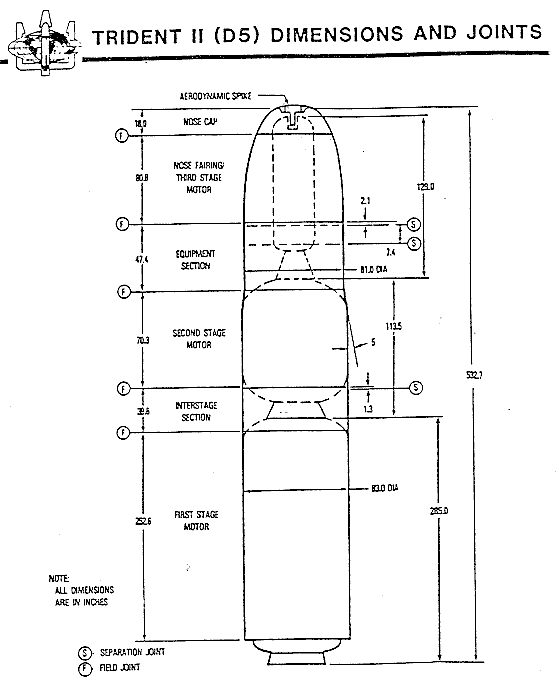 TRIDENT II (D5) DIMENSIONS AND JOINTS
AERODYNAMIC SPIKE
18.0
NOSE CAP
F
80.8
NOSE FAIRING/
THIRD STAGE
MOTOR
129.0
2.1
F
S
S
7.4
47.4
EQUIPMENT
SECTION
81.0 DIA
F
70.3
SECOND STAGE
MOTOR
113.5
5
532.7
F
S
1.3
39.6
INTERSTAGE
SECTION
F
83.0 DIA
252.6
FIRST STAGE
MOTOR
285.0
NOTE:
ALL DIMENSIONS
ARE IN INCHES
S - SEPARATION JOINT
F - FIELD JOINT